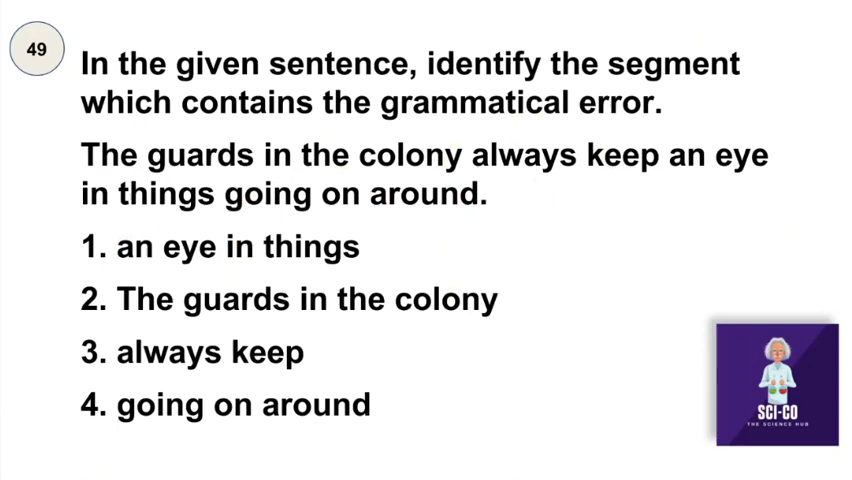 49
In the given sentence, identify the segment
which contains the grammatical error.
The guards in the colony always keep an eye
in things going on around.
1. an eye in things
2. The guards in the colony
3. always keep
4. going on around
SCI-CO
THE SCIENCE HUB